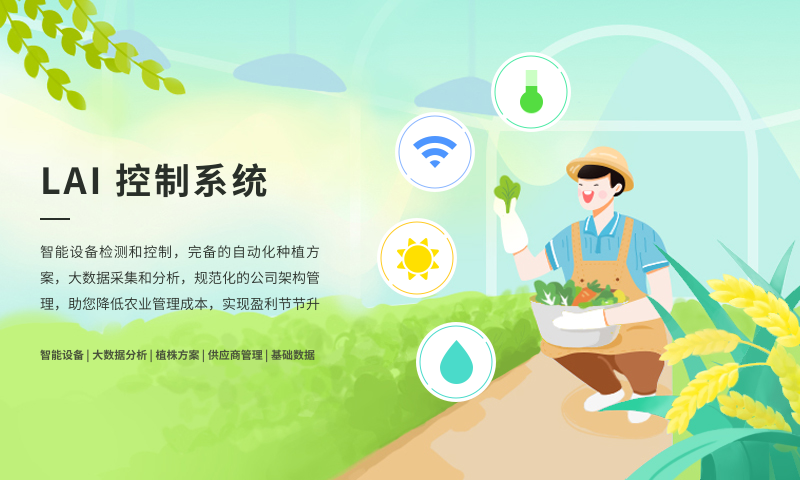 LAI 控制系统
智能设备检测和控制，完备的自动化种植方
案，大数据采集和分析，规范化的公司架构管
理，助您降低农业管理成本，实现盈利节节升
智能设备 | 大数据分析 | 植株方案 | 供应商管理 | 基础数据